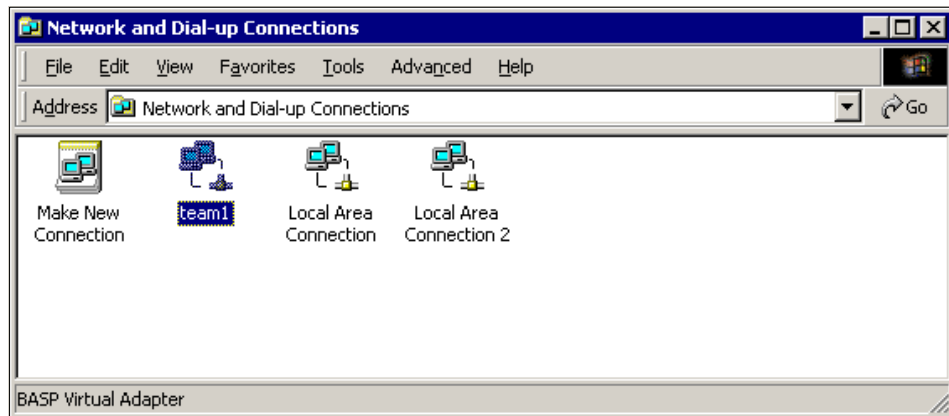 Network and Dial-up Connections
File Edit View Favorites Tools Advanced Help
Address Network and Dial-up Connections Go
Make New Connection
team1
Local Area Connection
Local Area Connection 2
BASP Virtual Adapter